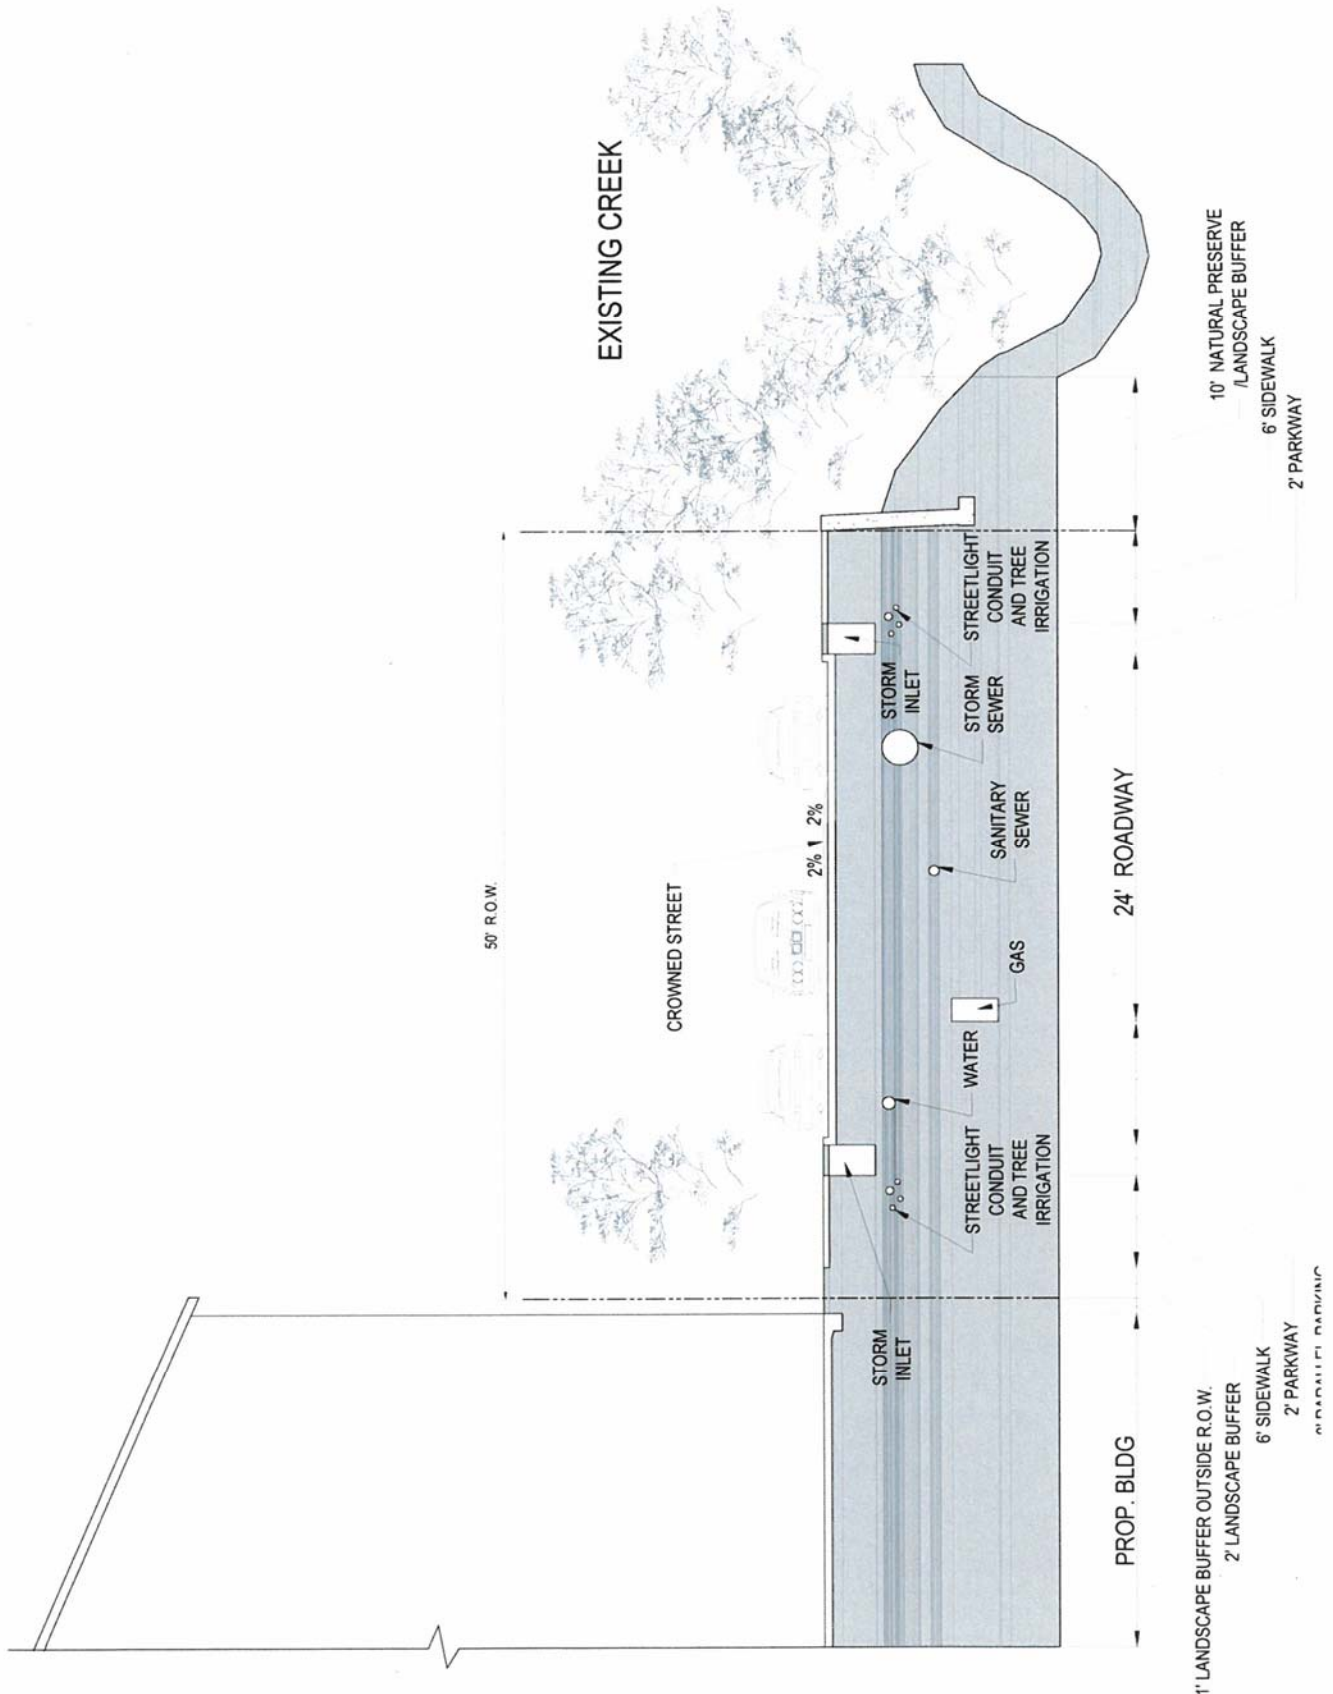 EXISTING CREEK
50' R.O.W.
CROWNED STREET
2% 2%
STORM
INLET
STREETLIGHT
CONDUIT
AND TREE
IRRIGATION
WATER
GAS
SANITARY
SEWER
STORM
SEWER
STORM
INLET
STREETLIGHT
CONDUIT
AND TREE
IRRIGATION
PROP. BLDG
24' ROADWAY
1' LANDSCAPE BUFFER OUTSIDE R.O.W.
2' LANDSCAPE BUFFER
6' SIDEWALK
2' PARKWAY
PARALLEL PARKING
10' NATURAL PRESERVE
/LANDSCAPE BUFFER
6' SIDEWALK
2' PARKWAY